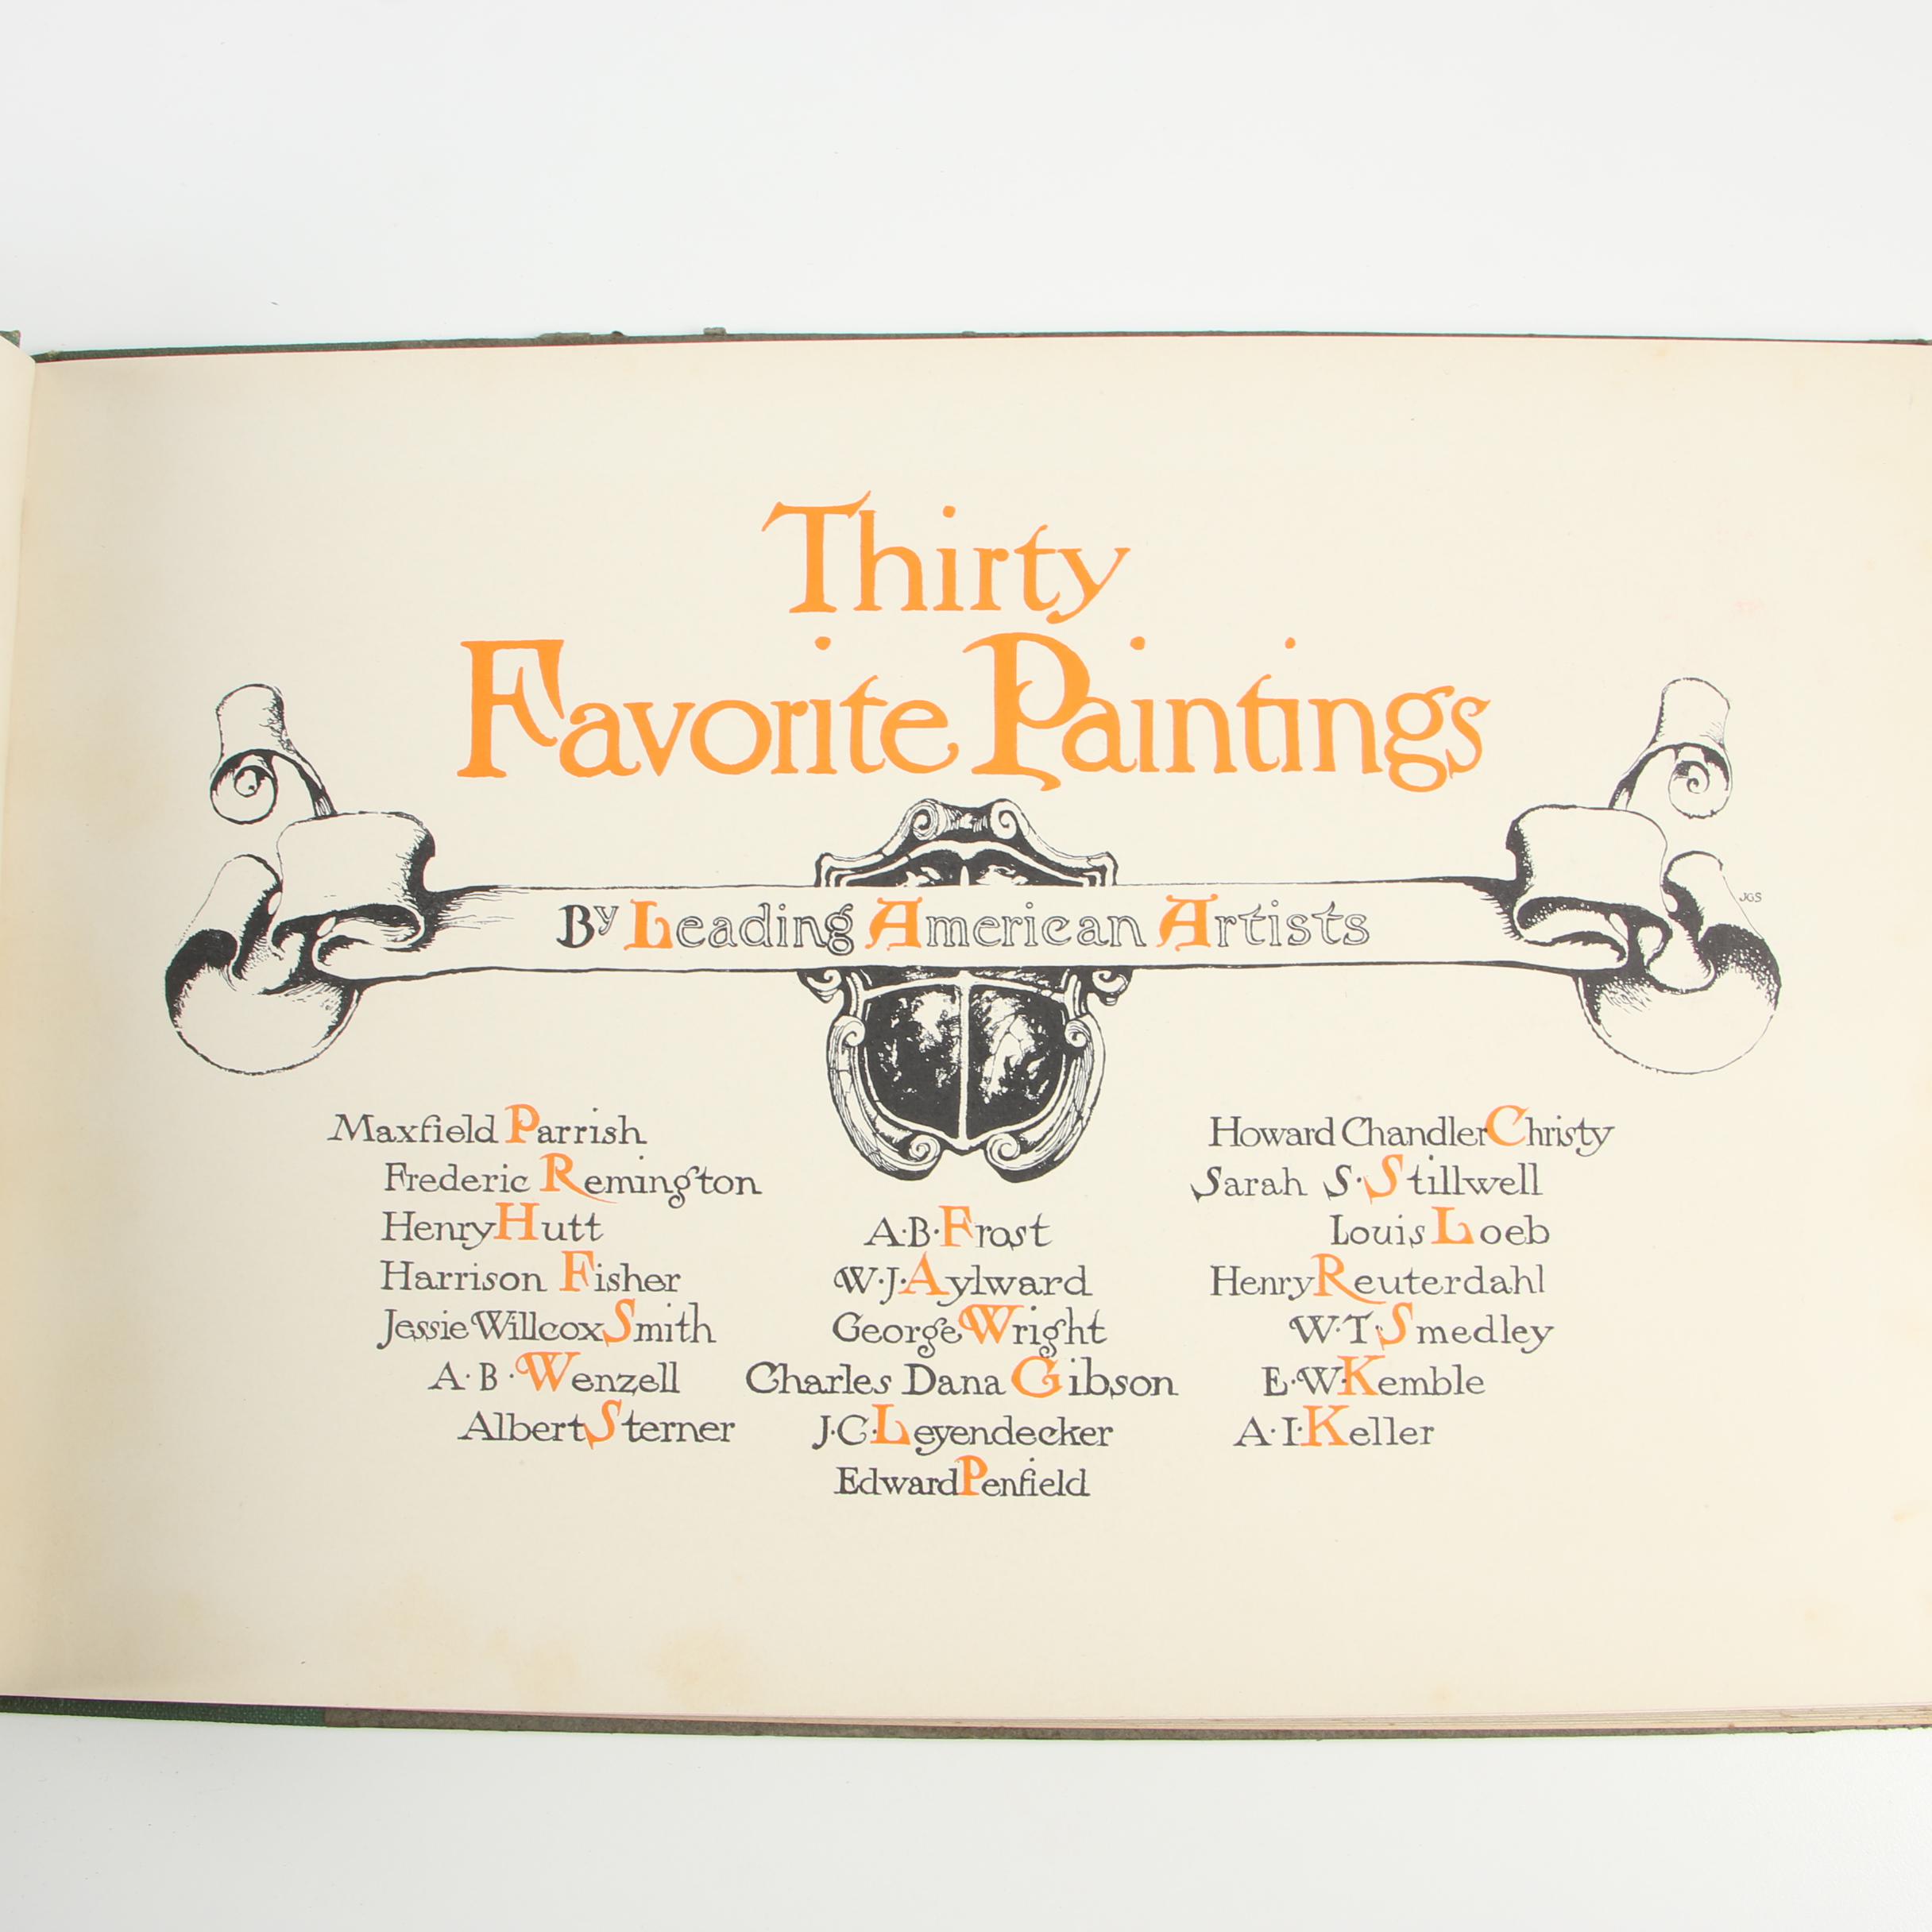 Thirty
Favorite Paintings
By Leading American Artists
JGS
Maxfield Parrish
Frederic Remington
Henry Hutt
Harrison Fisher
Jessie Willcox Smith
A·B·Wenzell
Albert Sterner
A·B·Frost
W·J·Aylward
George Wright
Charles Dana Gibson
J·C·Leyendecker
Edward Penfield
Howard Chandler Christy
Sarah S·Stillwell
Louis Loeb
Henry Reuterdahl
W·T·Smedley
E·W·Kemble
A·I·Keller